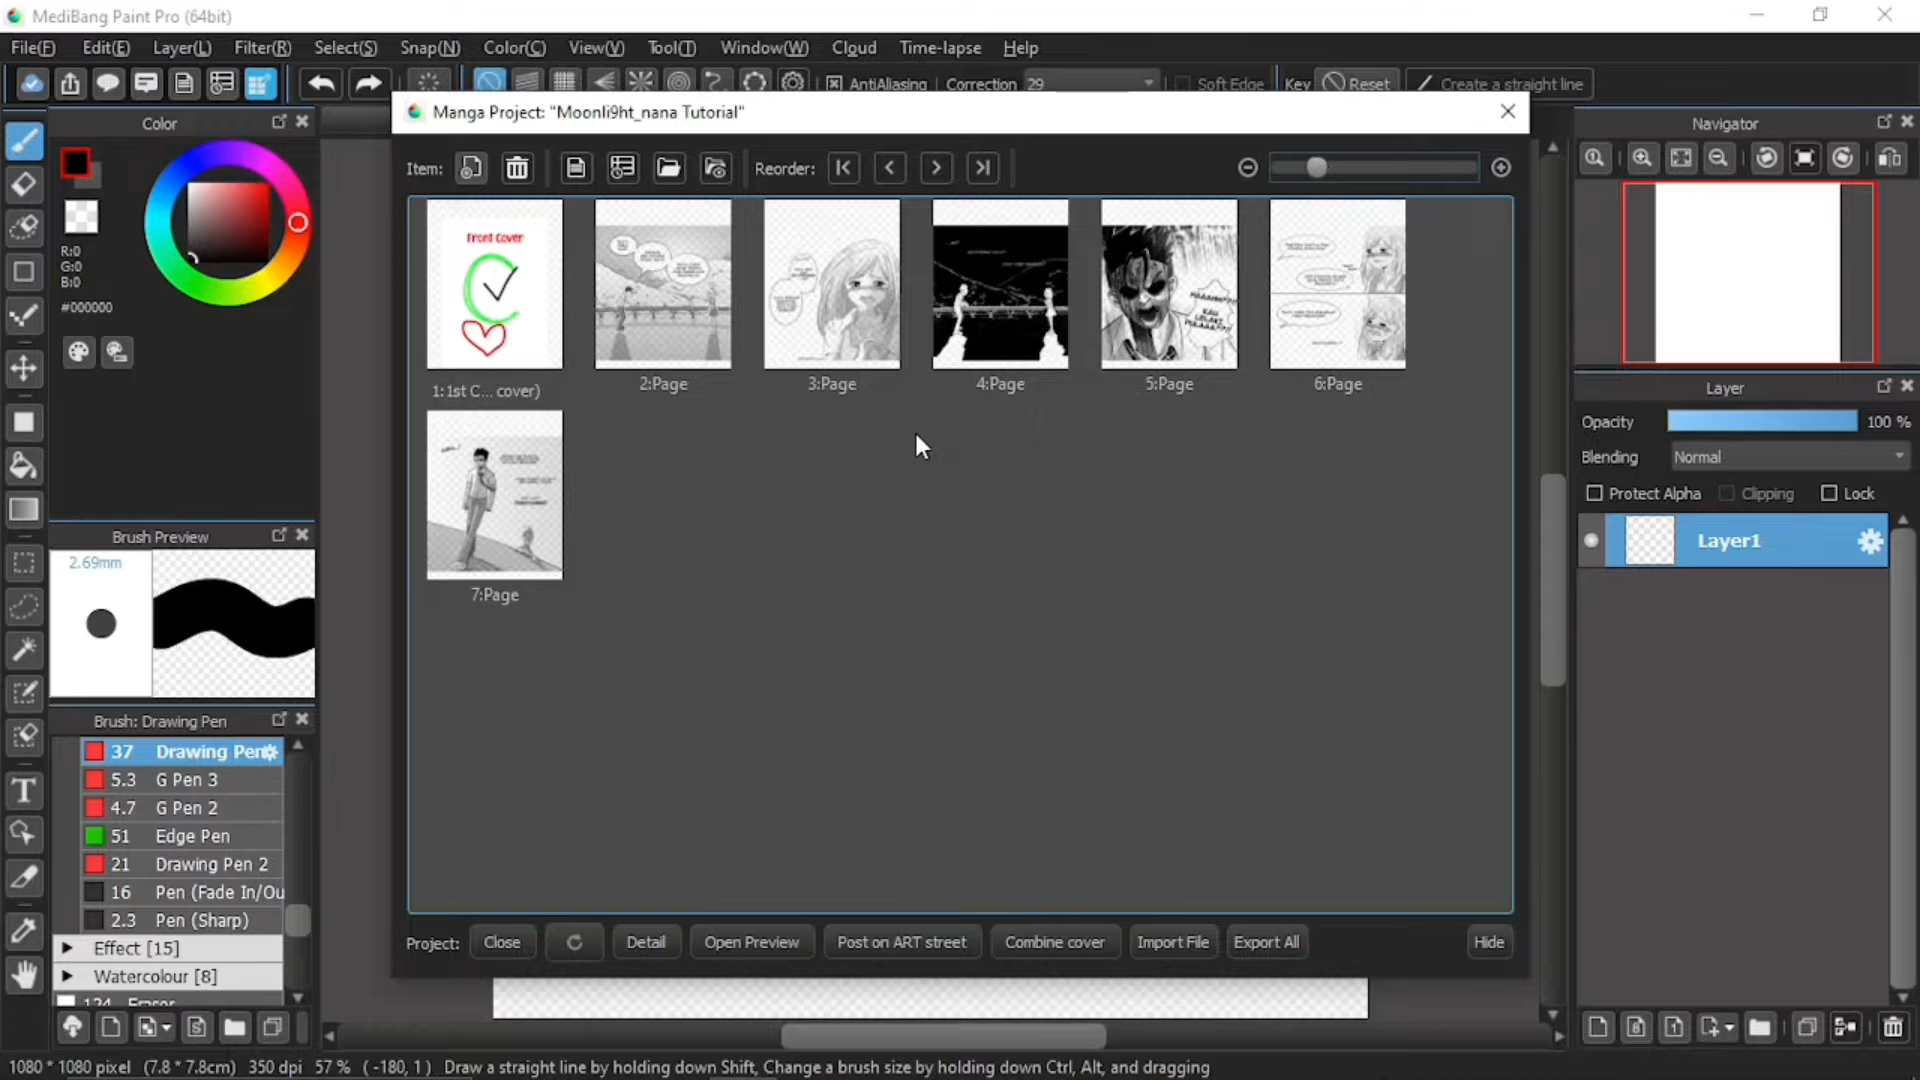 MediBang Paint Pro (64bit)
File(F) Edit(E) Layer(L) Filter(R) Select(S) Snap(N) Color(C) View(V) Tool(T) Window(W) Cloud Time-lapse Help
AntiAliasing Correction 29 Soft Edge Key Reset Create a straight line
Color
R:0
G:0
B:0
#000000
Manga Project: "Moonli9ht_nana Tutorial"
Item: Reorder:
Front Cover
1:1st C... cover) 2:Page 3:Page 4:Page 5:Page 6:Page
7:Page
Project: Close Detail Open Preview Post on ART street Combine cover Import File Export All Hide
Brush Preview
2.69mm
Brush: Drawing Pen
37 Drawing Pen
5.3 G Pen 3
4.7 G Pen 2
51 Edge Pen
21 Drawing Pen 2
16 Pen (Fade In/Ou
2.3 Pen (Sharp)
Effect [15]
Watercolour [8]
124 Eraser
Navigator
Layer
Opacity 100 %
Blending Normal
Protect Alpha Clipping Lock
Layer1
1080 * 1080 pixel (7.8 * 7.8cm) 350 dpi 57 % ( -180, 1 ) Draw a straight line by holding down Shift, Change a brush size by holding down Ctrl, Alt, and dragging